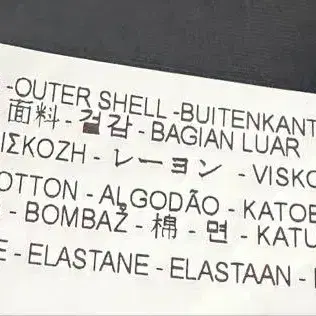 -OUTER SHELL -BUITENKANT
面料 - 겉감 - BAGIAN LUAR
ΙΣΚΟΖΗ - レーヨン - VISKO
OTTON - ALGODÃO - KATOE
- BOMBAŽ - 棉 - 면 - KATU
E - ELASTANE - ELASTAAN -